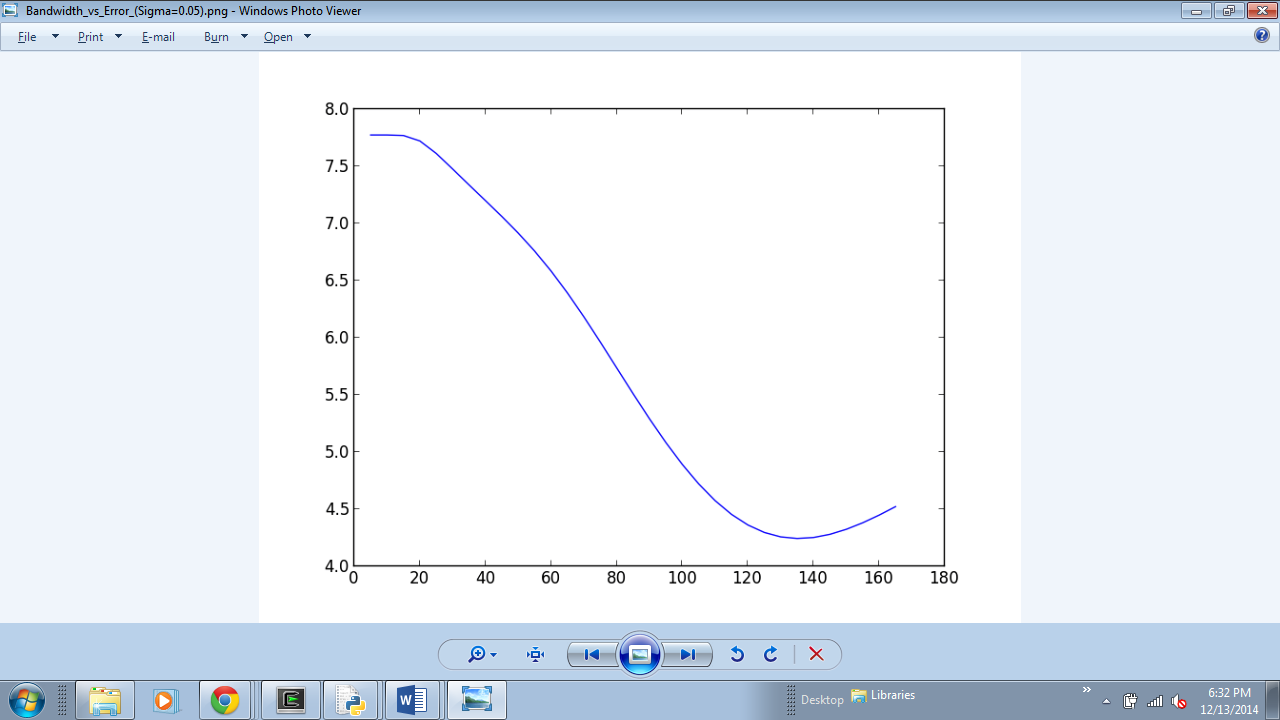 Bandwidth_vs_Error_(Sigma=0.05).png - Windows Photo Viewer
File Print E-mail Burn Open ?
8.0
7.5
7.0
6.5
6.0
5.5
5.0
4.5
4.0
0 20 40 60 80 100 120 140 160 180
Desktop Libraries »
6:32 PM
12/13/2014